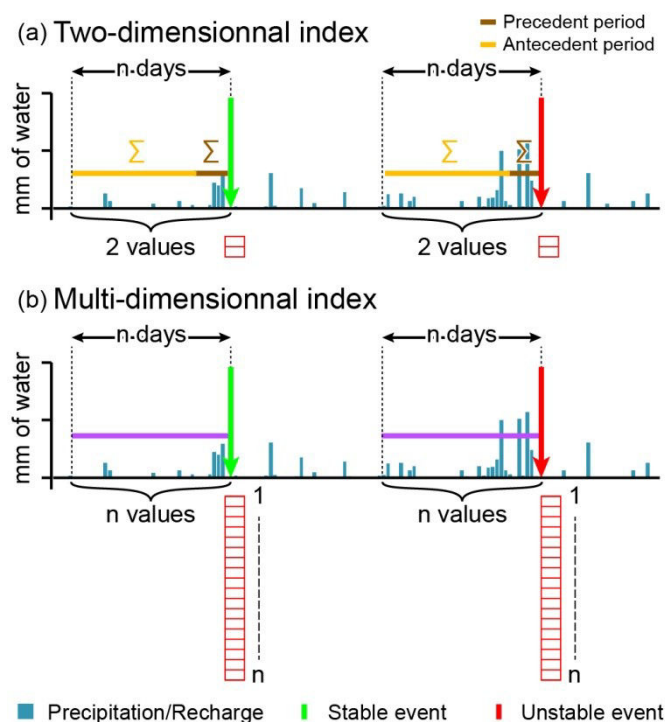 (a) Two-dimensionnal index
Precedent period
Antecedent period
n-days n-days
mm of water
Σ Σ Σ Σ
2 values 2 values
(b) Multi-dimensionnal index
n-days n-days
mm of water
n values n values
1 1
n n
Precipitation/Recharge Stable event Unstable event